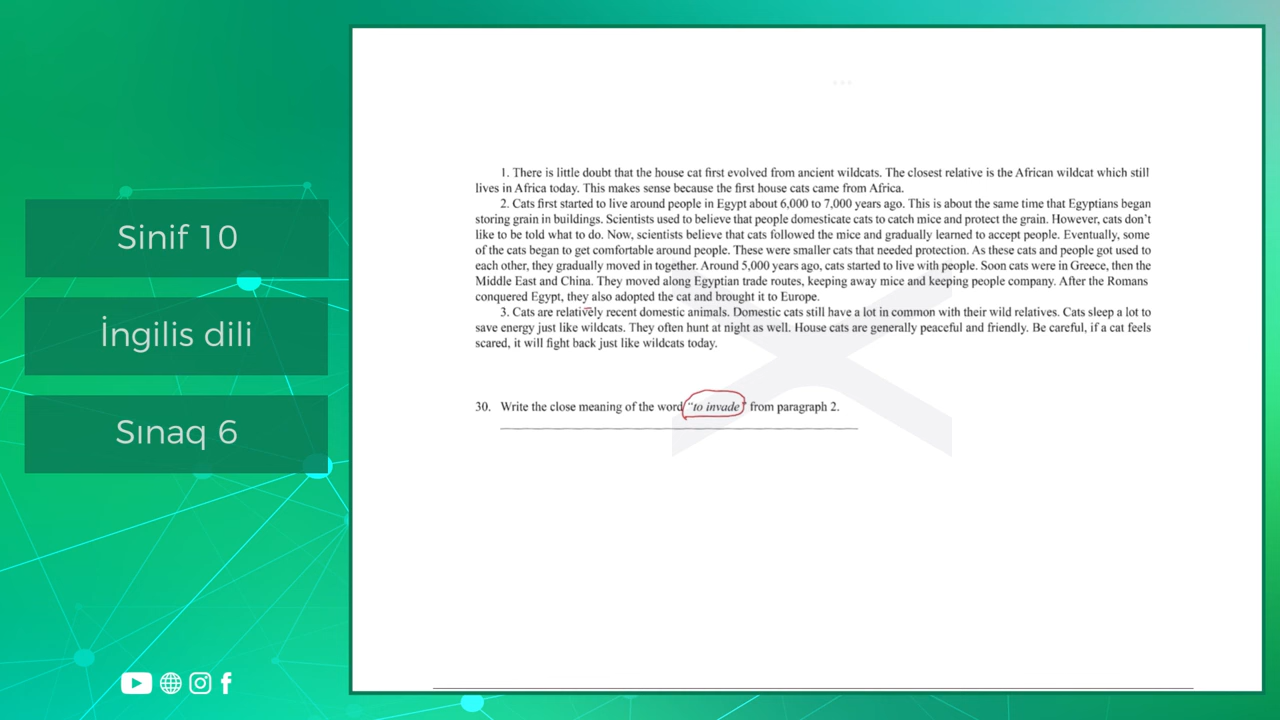 Sinif 10
İngilis dili
Sınaq 6
1. There is little doubt that the house cat first evolved from ancient wildcats. The closest relative is the African wildcat which still
lives in Africa today. This makes sense because the first house cats came from Africa.
2. Cats first started to live around people in Egypt about 6,000 to 7,000 years ago. This is about the same time that Egyptians began
storing grain in buildings. Scientists used to believe that people domesticate cats to catch mice and protect the grain. However, cats don't
like to be told what to do. Now, scientists believe that cats followed the mice and gradually learned to accept people. Eventually, some
of the cats began to get comfortable around people. These were smaller cats that needed protection. As these cats and people got used to
each other, they gradually moved in together. Around 5,000 years ago, cats started to live with people. Soon cats were in Greece, then the
Middle East and China. They moved along Egyptian trade routes, keeping away mice and keeping people company. After the Romans
conquered Egypt, they also adopted the cat and brought it to Europe.
3. Cats are relatively recent domestic animals. Domestic cats still have a lot in common with their wild relatives. Cats sleep a lot to
save energy just like wildcats. They often hunt at night as well. House cats are generally peaceful and friendly. Be careful, if a cat feels
scared, it will fight back just like wildcats today.
30. Write the close meaning of the word "to invade" from paragraph 2.